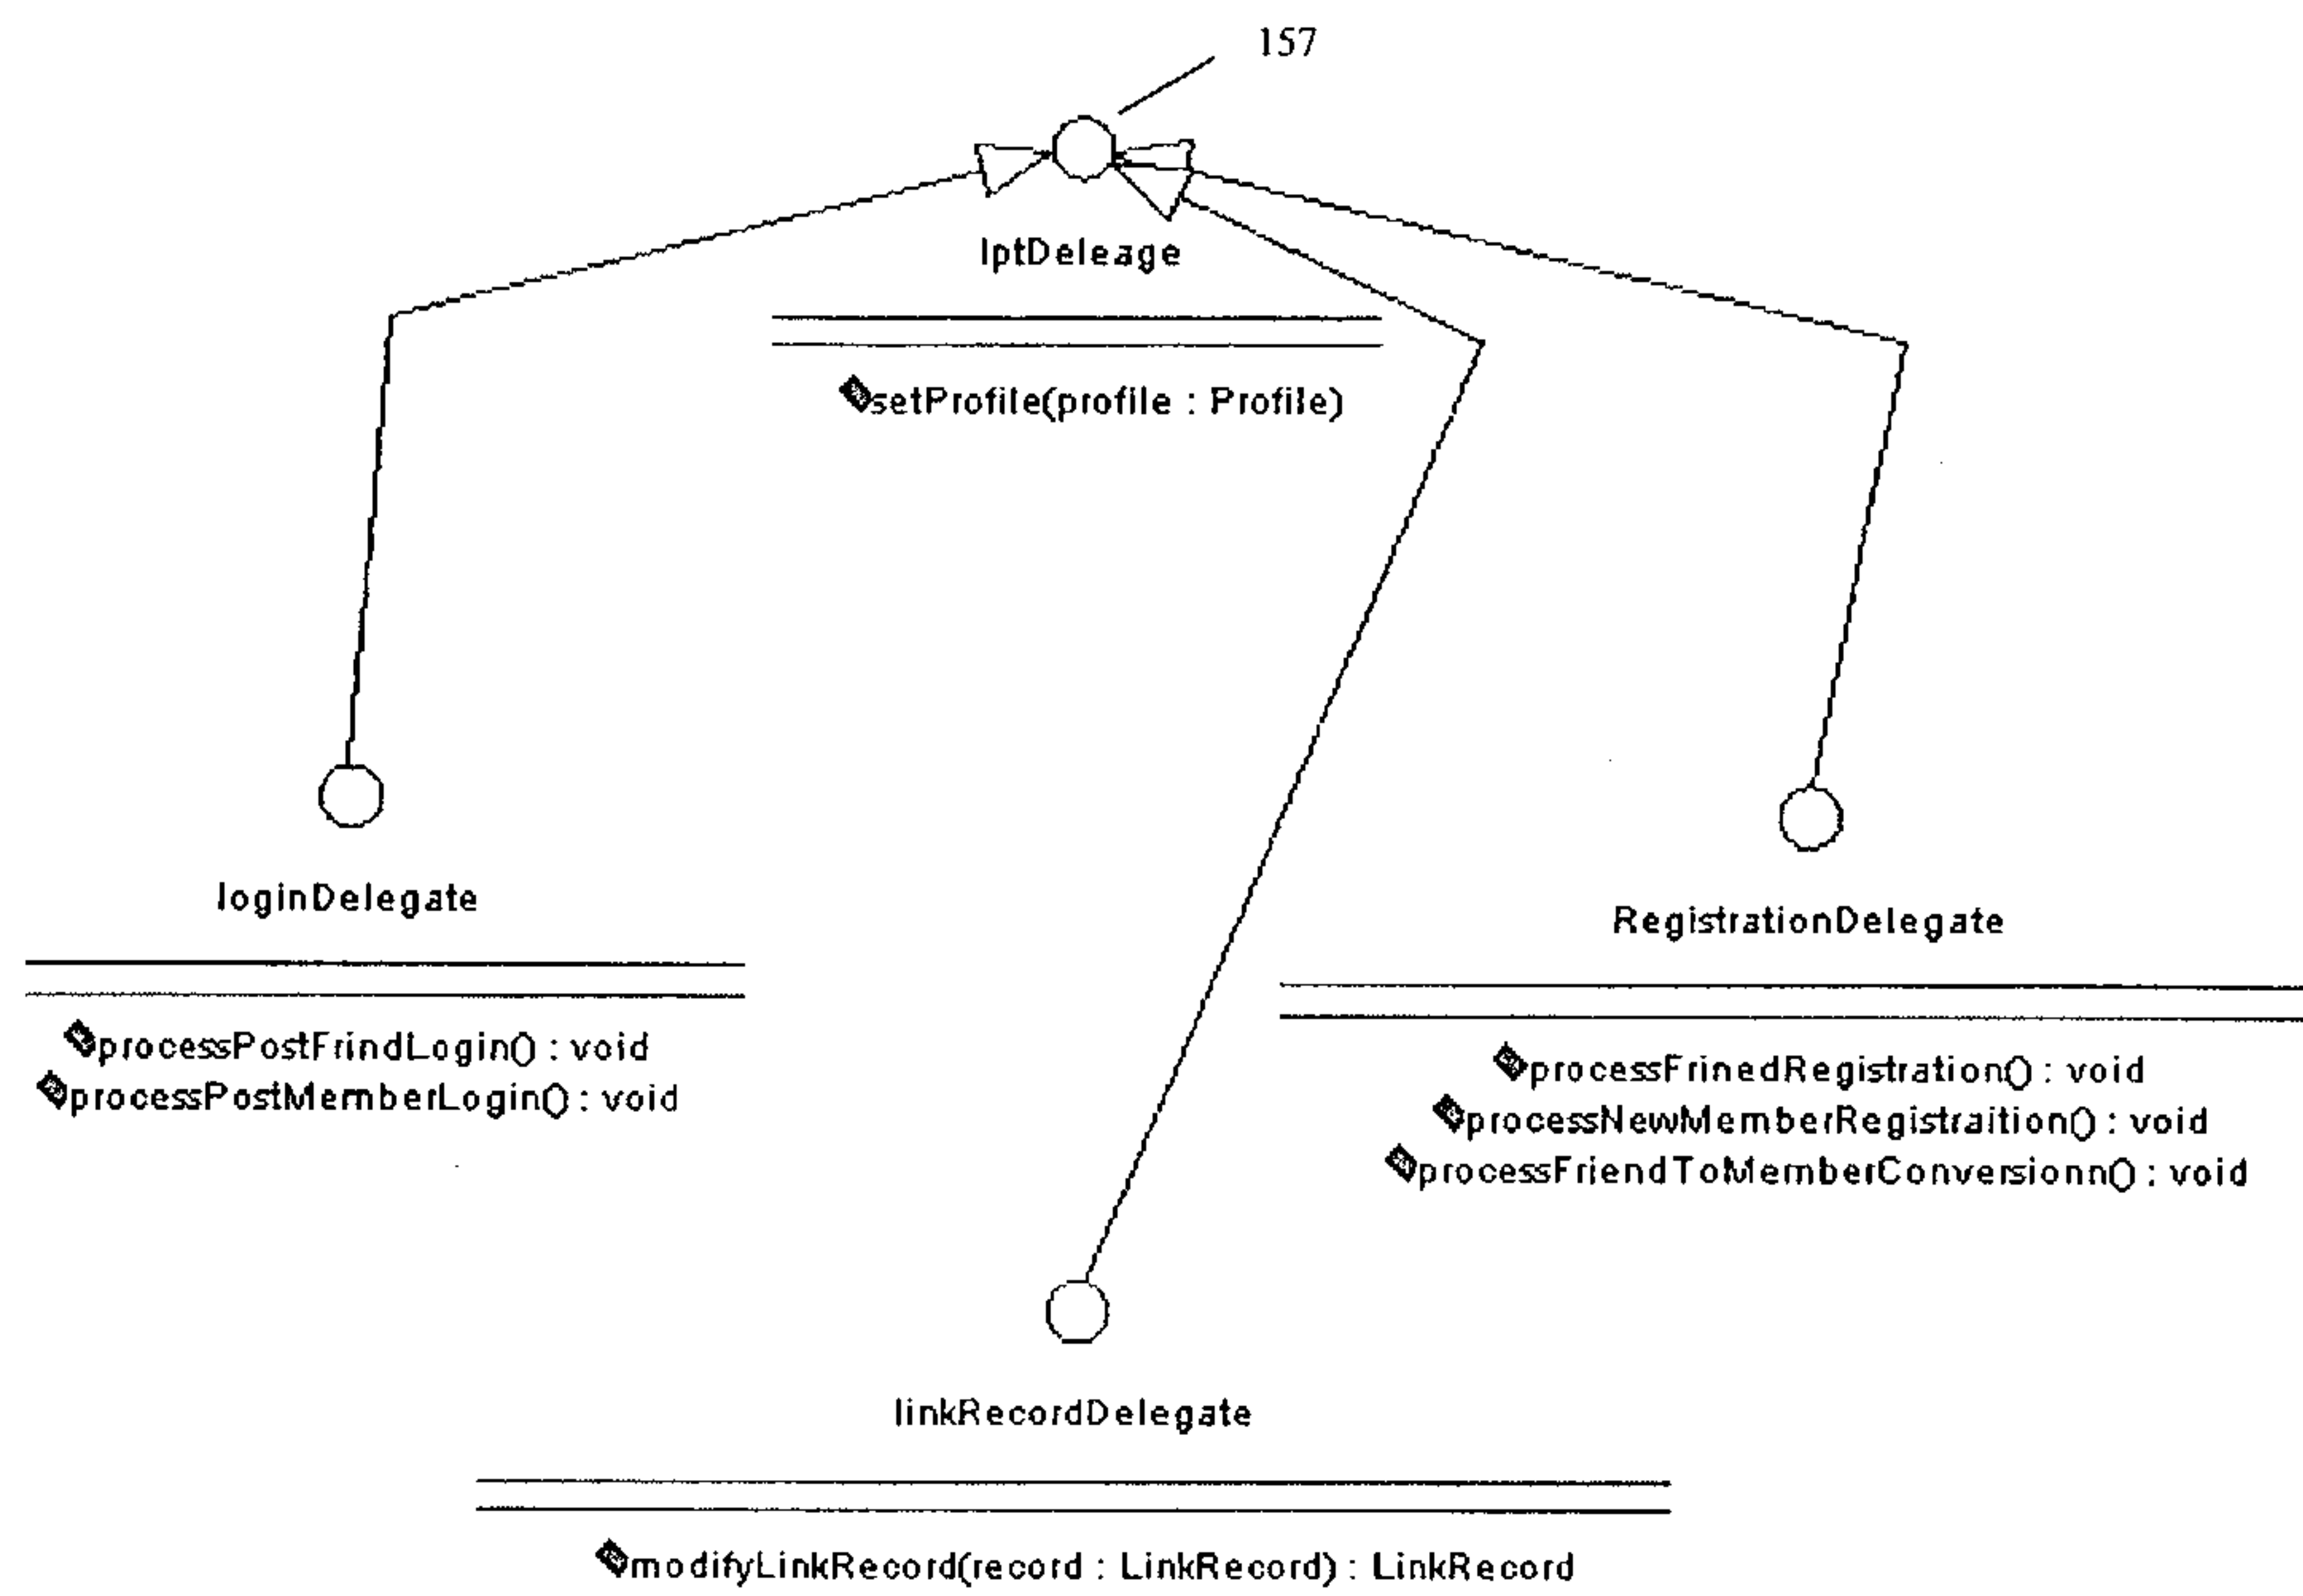 157
lptDeleage
setProfile(profile : Profile)
loginDelegate
processPostFrindLogin() : void
processPostMemberLogin() : void
RegistrationDelegate
processFrinedRegistration() : void
processNewMemberRegistraition() : void
processFriendToMemberConversionn() : void
linkRecordDelegate
modifyLinkRecord(record : LinkRecord) : LinkRecord